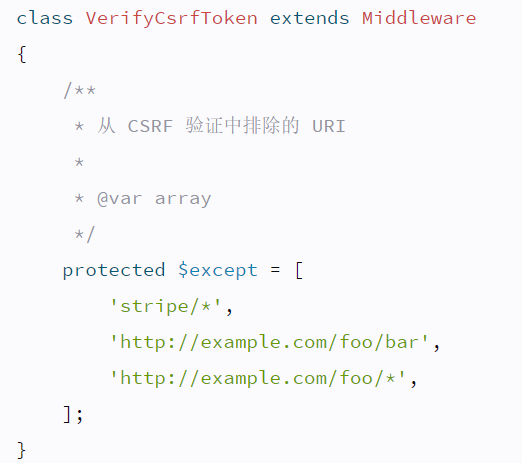 class VerifyCsrfToken extends Middleware
{
    /**
     * 从 CSRF 验证中排除的 URI
     *
     * @var array
     */
    protected $except = [
        'stripe/*',
        'http://example.com/foo/bar',
        'http://example.com/foo/*',
    ];
}